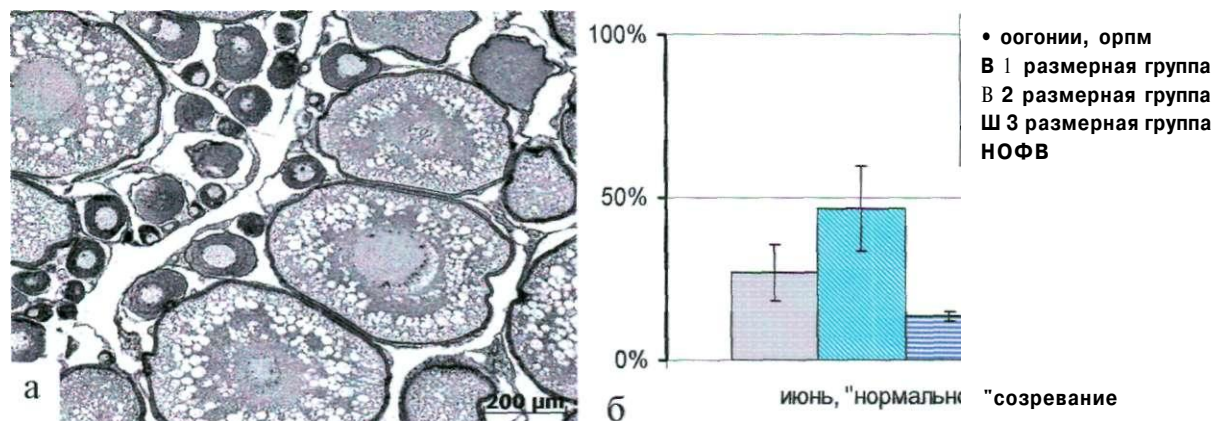 а
200 µm
100%
50%
0%
б
июнь, "нормально
• оогонии, орпм
В 1 размерная группа
В 2 размерная группа
Ш 3 размерная группа
НОФВ
"созревание